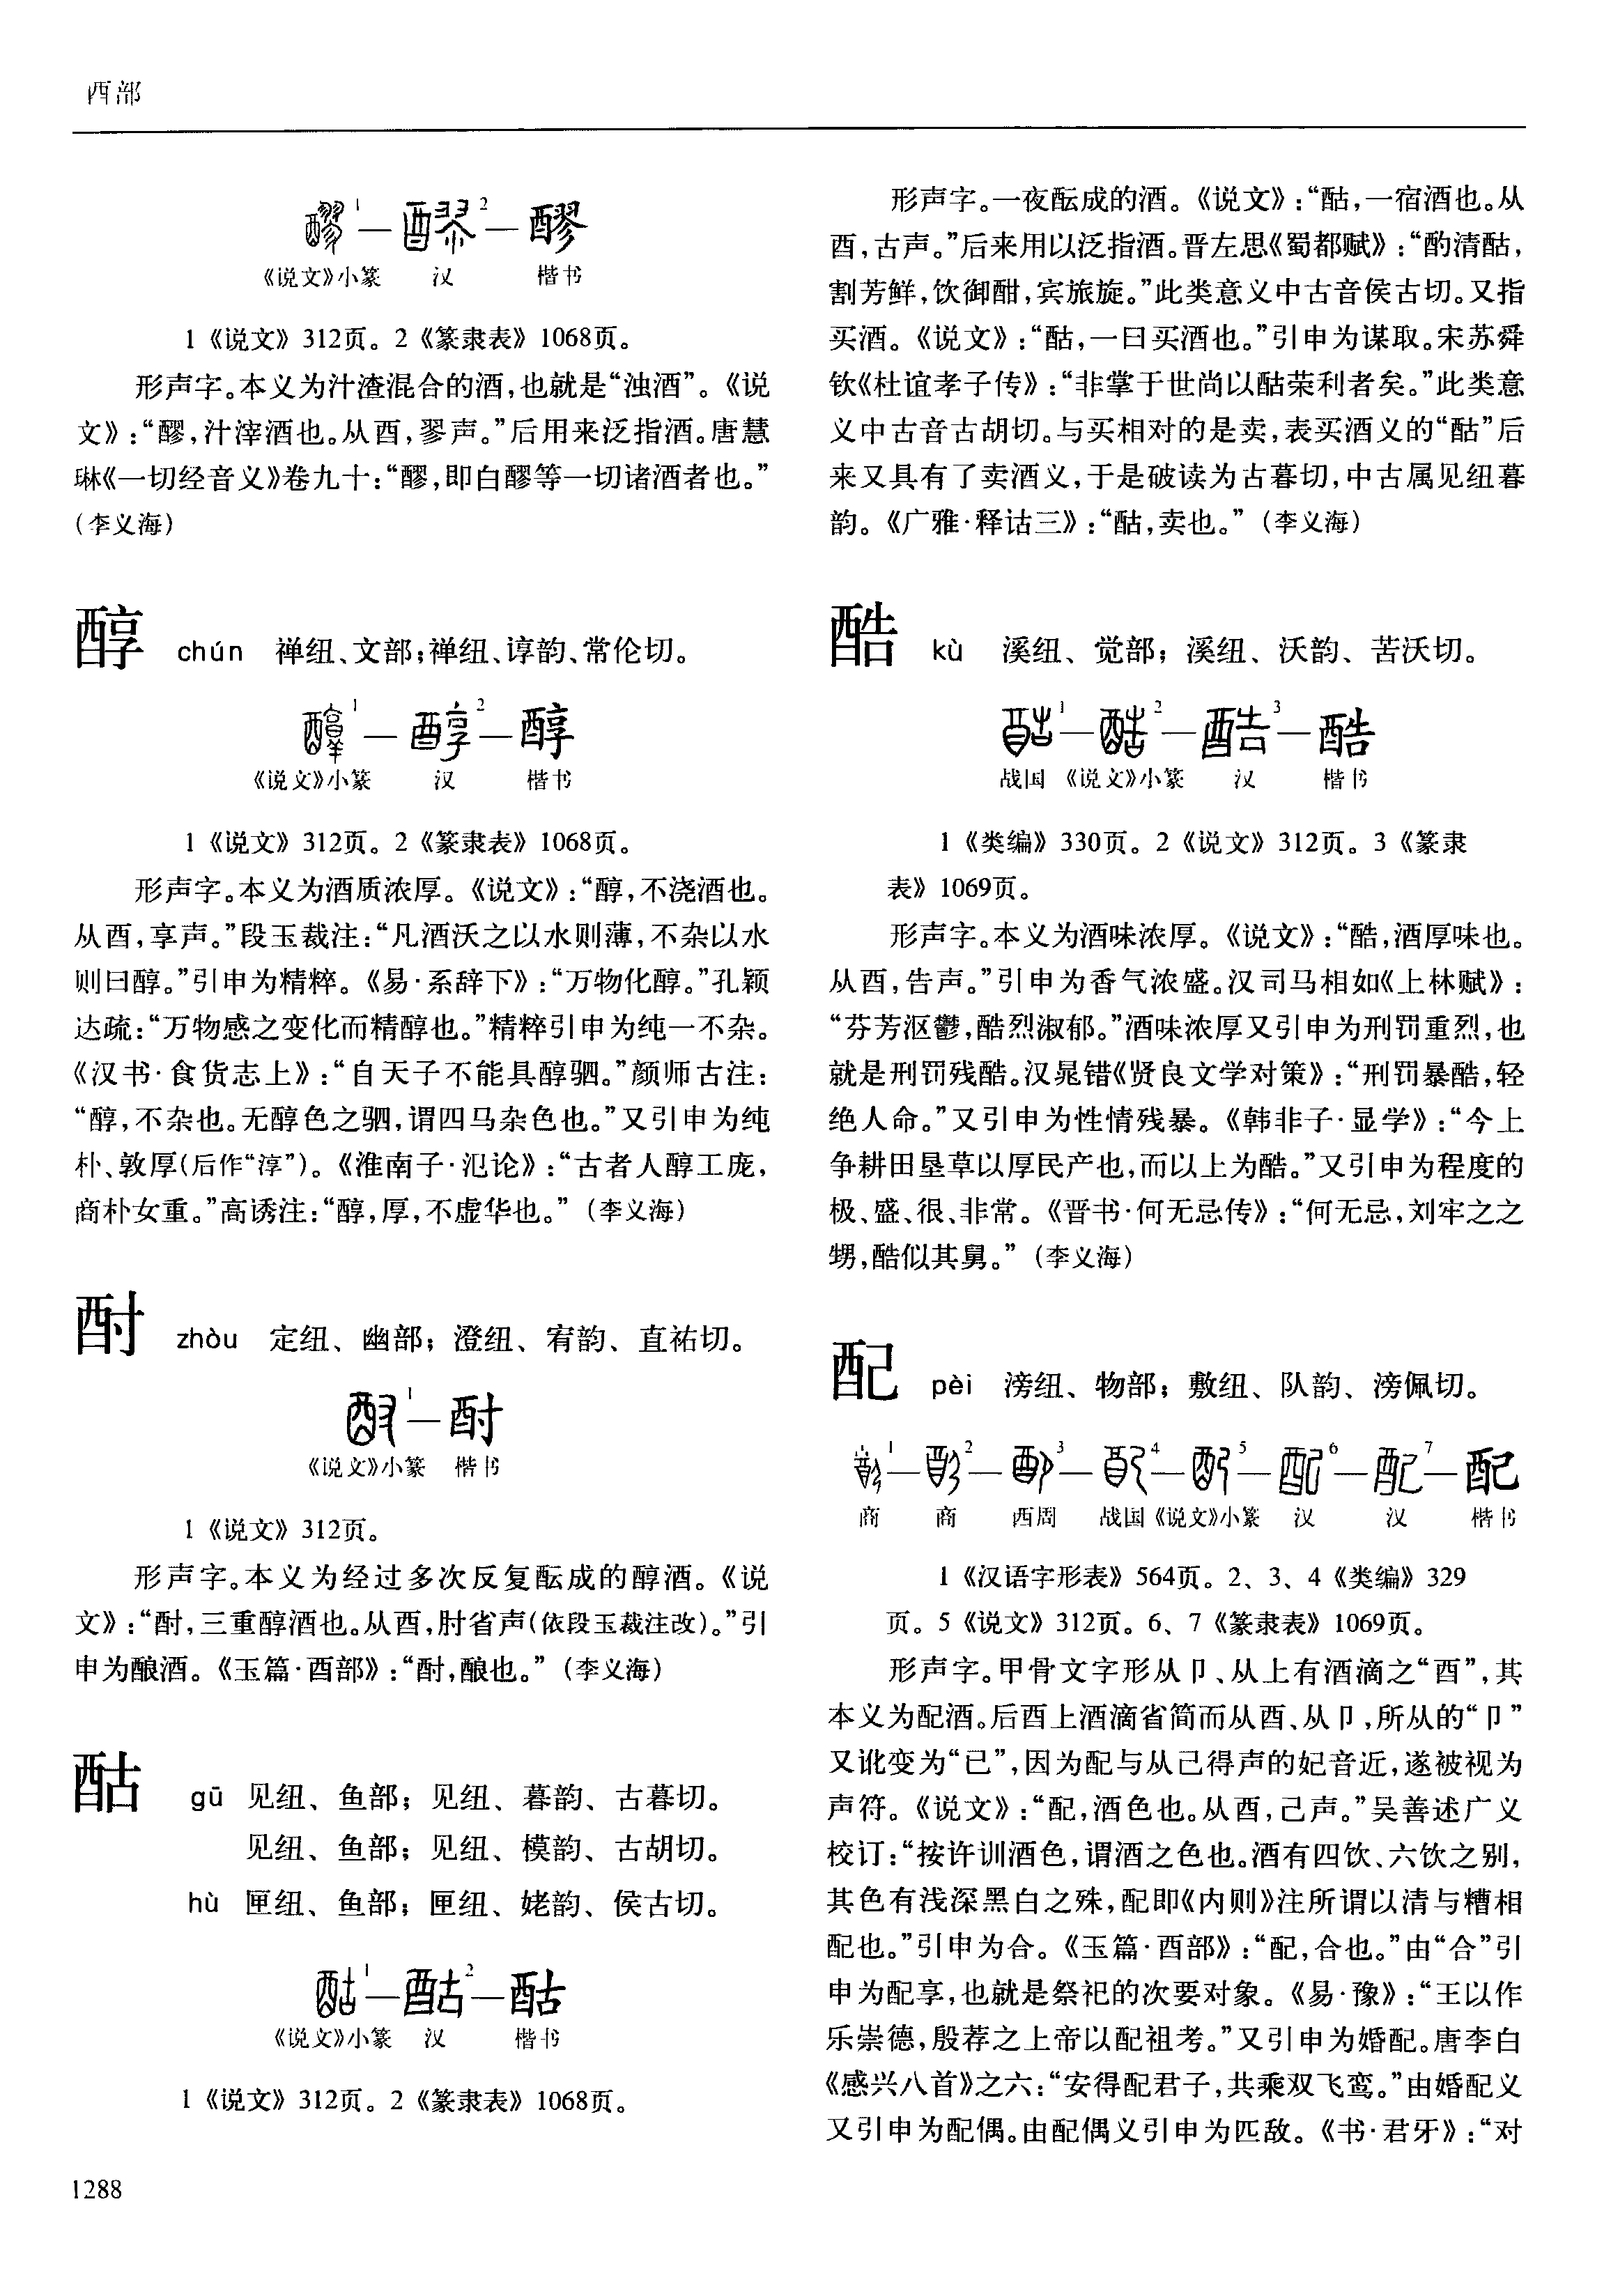 酉部
醪1—醪2—醪
《说文》小篆 汉 楷书
1《说文》312页。2《篆隶表》1068页。
形声字。本义为汁渣混合的酒,也就是“浊酒”。《说
文》:“醪,汁滓酒也。从酉,翏声。”后用来泛指酒。唐慧
琳《一切经音义》卷九十:“醪,即白醪等一切诸酒者也。”
(李义海)
醇 chún 禅纽、文部;禅纽、谆韵、常伦切。
醇1—醇2—醇
《说文》小篆 汉 楷书
1《说文》312页。2《篆隶表》1068页。
形声字。本义为酒质浓厚。《说文》:“醇,不浇酒也。
从酉,享声。”段玉裁注:“凡酒沃之以水则薄,不杂以水
则曰醇。”引申为精粹。《易·系辞下》:“万物化醇。”孔颖
达疏:“万物感之变化而精醇也。”精粹引申为纯一不杂。
《汉书·食货志上》:“自天子不能具醇驷。”颜师古注:
“醇,不杂也。无醇色之驷,谓四马杂色也。”又引申为纯
朴、敦厚(后作“淳”)。《淮南子·氾论》:“古者人醇工庞,
商朴女重。”高诱注:“醇,厚,不虚华也。”(李义海)
酎 zhòu 定纽、幽部;澄纽、宥韵、直祐切。
酎1—酎
《说文》小篆 楷书
1《说文》312页。
形声字。本义为经过多次反复酝成的醇酒。《说
文》:“酎,三重醇酒也。从酉,肘省声(依段玉裁注改)。”引
申为酿酒。《玉篇·酉部》:“酎,酿也。”(李义海)
酤 gū 见纽、鱼部;见纽、暮韵、古暮切。
见纽、鱼部;见纽、模韵、古胡切。
hù 匣纽、鱼部;匣纽、姥韵、侯古切。
酤1—酤2—酤
《说文》小篆 汉 楷书
1《说文》312页。2《篆隶表》1068页。
形声字。一夜酝成的酒。《说文》:“酤,一宿酒也。从
酉,古声。”后来用以泛指酒。晋左思《蜀都赋》:“酌清酤,
割芳鲜,饮御酣,宾旅旋。”此类意义中古音侯古切。又指
买酒。《说文》:“酤,一曰买酒也。”引申为谋取。宋苏舜
钦《杜谊孝子传》:“非掌于世尚以酤荣利者矣。”此类意
义中古音古胡切。与买相对的是卖,表买酒义的“酤”后
来又具有了卖酒义,于是破读为古暮切,中古属见纽暮
韵。《广雅·释诂三》:“酤,卖也。”(李义海)
酷 kù 溪纽、觉部;溪纽、沃韵、苦沃切。
酷1—酷2—酷3—酷
战国 《说文》小篆 汉 楷书
1《类编》330页。2《说文》312页。3《篆隶
表》1069页。
形声字。本义为酒味浓厚。《说文》:“酷,酒厚味也。
从酉,告声。”引申为香气浓盛。汉司马相如《上林赋》:
“芬芳沤鬱,酷烈淑郁。”酒味浓厚又引申为刑罚重烈,也
就是刑罚残酷。汉晁错《贤良文学对策》:“刑罚暴酷,轻
绝人命。”又引申为性情残暴。《韩非子·显学》:“今上
争耕田垦草以厚民产也,而以上为酷。”又引申为程度的
极、盛、很、非常。《晋书·何无忌传》:“何无忌,刘牢之之
甥,酷似其舅。”(李义海)
配 pèi 滂纽、物部;敷纽、队韵、滂佩切。
配1—配2—配3—配4—配5—配6—配7—配
商 商 西周 战国 《说文》小篆 汉 汉 楷书
1《汉语字形表》564页。2、3、4《类编》329
页。5《说文》312页。6、7《篆隶表》1069页。
形声字。甲骨文字形从卩、从上有酒滴之“酉”,其
本义为配酒。后酉上酒滴省简而从酉、从卩,所从的“卩”
又讹变为“已”,因为配与从己得声的妃音近,遂被视为
声符。《说文》:“配,酒色也。从酉,己声。”吴善述广义
校订:“按许训酒色,谓酒之色也。酒有四饮、六饮之别,
其色有浅深黑白之殊,配即《内则》注所谓以清与糟相
配也。”引申为合。《玉篇·酉部》:“配,合也。”由“合”引
申为配享,也就是祭祀的次要对象。《易·豫》:“王以作
乐崇德,殷荐之上帝以配祖考。”又引申为婚配。唐李白
《感兴八首》之六:“安得配君子,共乘双飞鸾。”由婚配义
又引申为配偶。由配偶义引申为匹敌。《书·君牙》:“对
1288